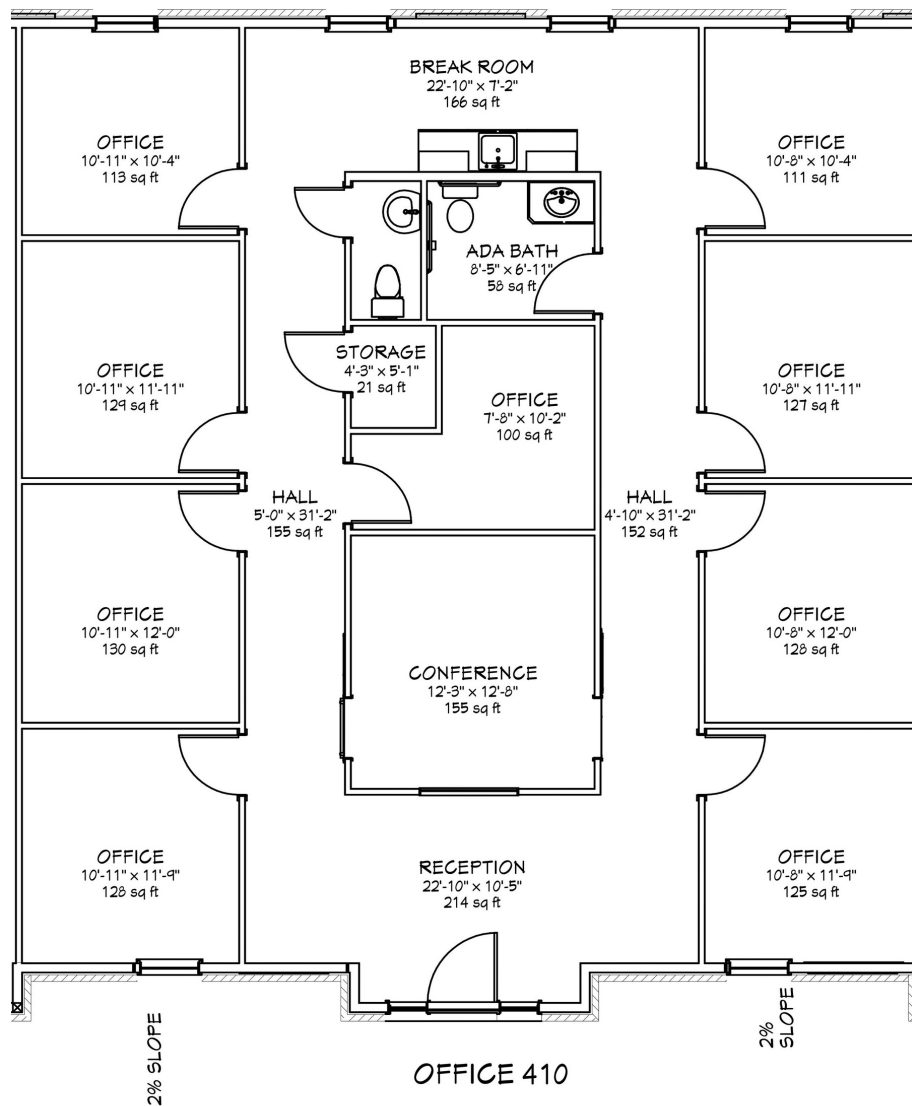 BREAK ROOM
22'-10" x 7'-2"
166 sq ft
OFFICE
10'-11" x 10'-4"
113 sq ft
OFFICE
10'-8" x 10'-4"
111 sq ft
ADA BATH
8'-5" x 6'-11"
58 sq ft
STORAGE
4'-3" x 5'-1"
21 sq ft
OFFICE
10'-11" x 11'-11"
129 sq ft
OFFICE
7'-8" x 10'-2"
100 sq ft
OFFICE
10'-8" x 11'-11"
127 sq ft
HALL
5'-0" x 31'-2"
155 sq ft
HALL
4'-10" x 31'-2"
152 sq ft
OFFICE
10'-11" x 12'-0"
130 sq ft
CONFERENCE
12'-3" x 12'-8"
155 sq ft
OFFICE
10'-8" x 12'-0"
128 sq ft
OFFICE
10'-11" x 11'-9"
128 sq ft
RECEPTION
22'-10" x 10'-5"
214 sq ft
OFFICE
10'-8" x 11'-9"
125 sq ft
2% SLOPE
2%
SLOPE
OFFICE 410